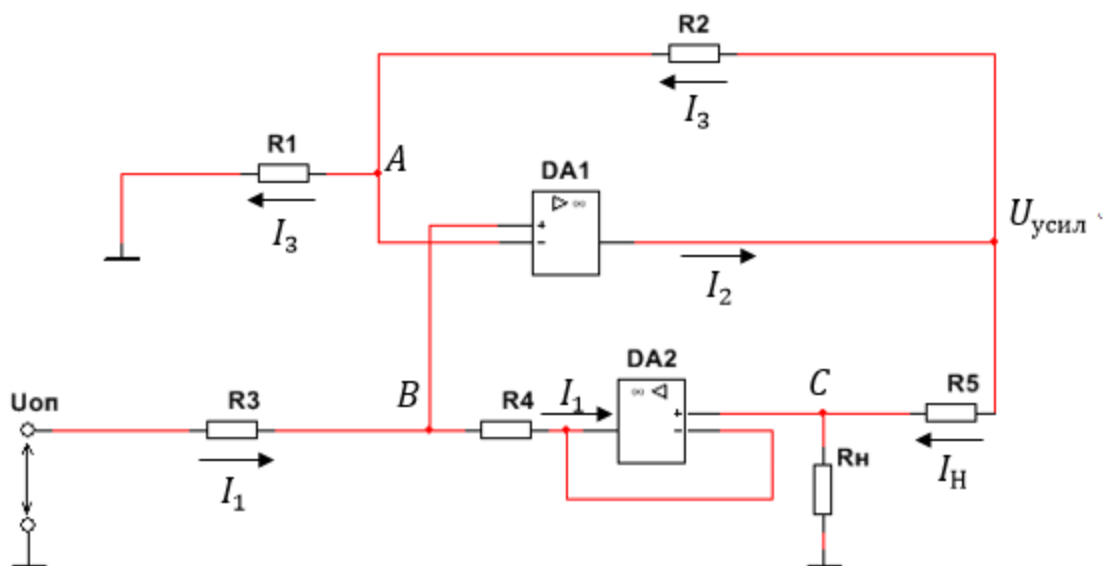 R2
I₃
R1
A
DA1
▷ ∞
+
−
I₃
Uусил
I₂
DA2
C
R5
B
R4
I₁
∞ ◁
+
−
Uоп
R3
I₁
Rн
Iн